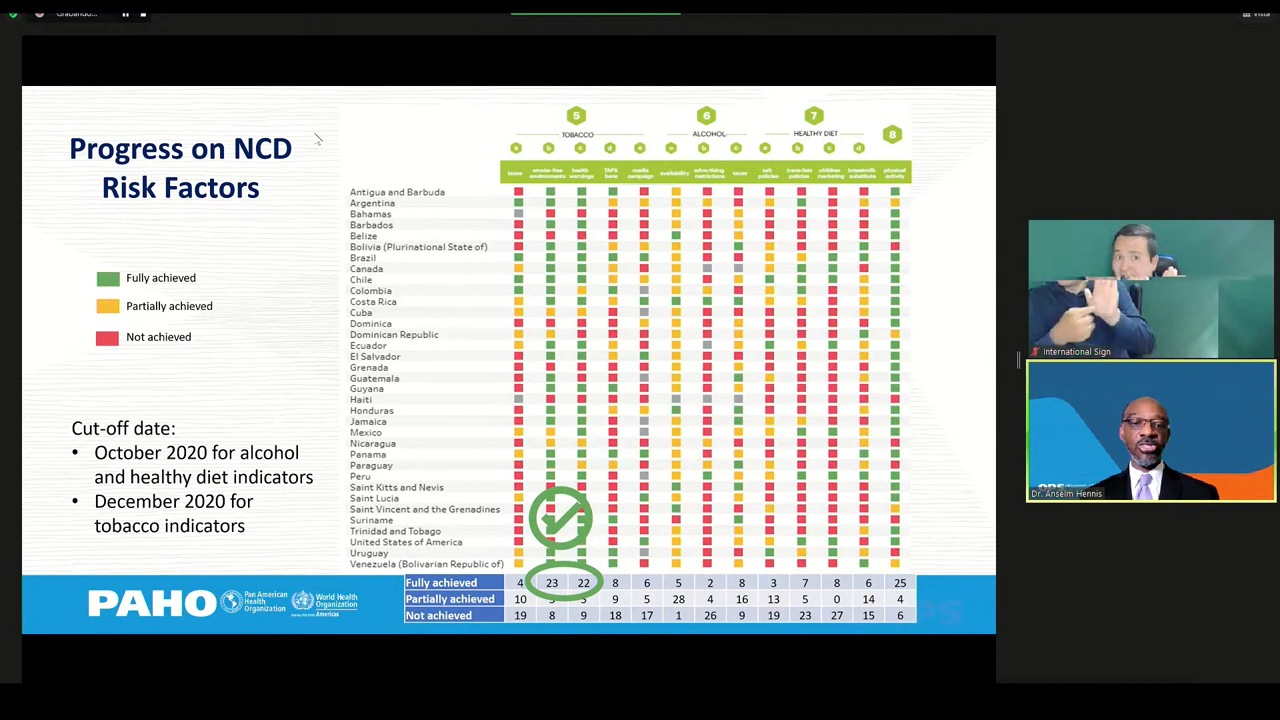 Grabando...
Vista
Progress on NCD
Risk Factors
Fully achieved
Partially achieved
Not achieved
Cut-off date:
• October 2020 for alcohol
and healthy diet indicators
• December 2020 for
tobacco indicators
5 6 7 8
TOBACCO ALCOHOL HEALTHY DIET
a b c d e a b c a b c d
taxes smoke-free environments health warnings TAPS bans media campaign availability advertising restrictions taxes salt policies trans-fats policies children marketing breastmilk substitute physical activity
Antigua and Barbuda
Argentina
Bahamas
Barbados
Belize
Bolivia (Plurinational State of)
Brazil
Canada
Chile
Colombia
Costa Rica
Cuba
Dominica
Dominican Republic
Ecuador
El Salvador
Grenada
Guatemala
Guyana
Haiti
Honduras
Jamaica
Mexico
Nicaragua
Panama
Paraguay
Peru
Saint Kitts and Nevis
Saint Lucia
Saint Vincent and the Grenadines
Suriname
Trinidad and Tobago
United States of America
Uruguay
Venezuela (Bolivarian Republic of)
Fully achieved 4 23 22 8 6 5 2 8 3 7 8 6 25
Partially achieved 10 9 5 28 4 16 13 5 0 14 4
Not achieved 19 8 9 18 17 1 26 9 19 23 27 15 6
PAHO
Pan American
Health
Organization
World Health
Organization
Americas
International Sign
Dr. Anselm Hennis